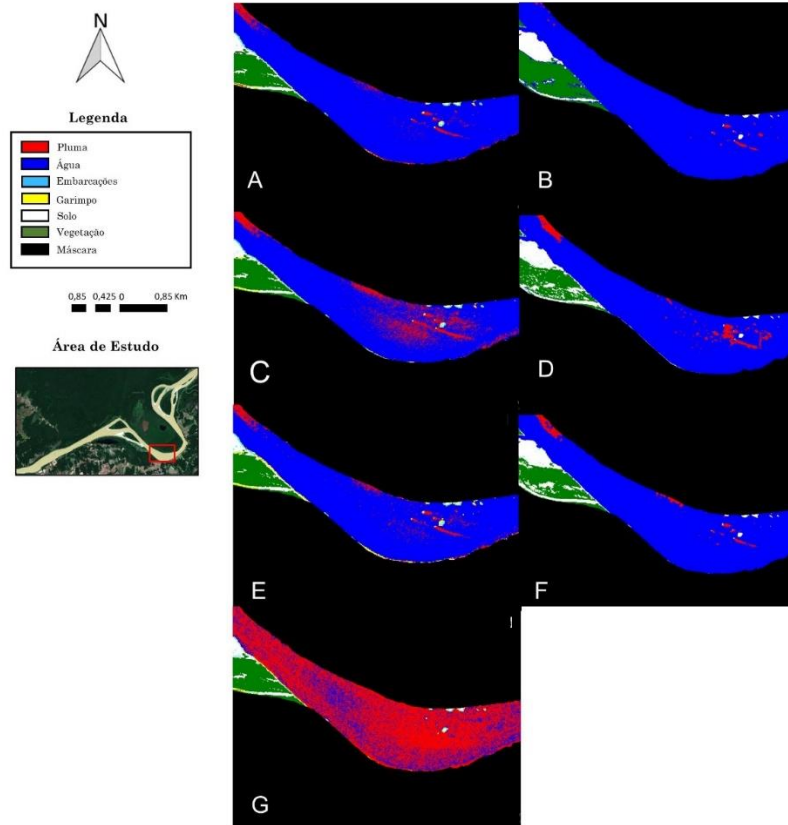 N
Legenda
Pluma
Água
Embarcações
Garimpo
Solo
Vegetação
Máscara
0,85 0,425 0 0,85 Km
Área de Estudo
A
B
C
D
E
F
G